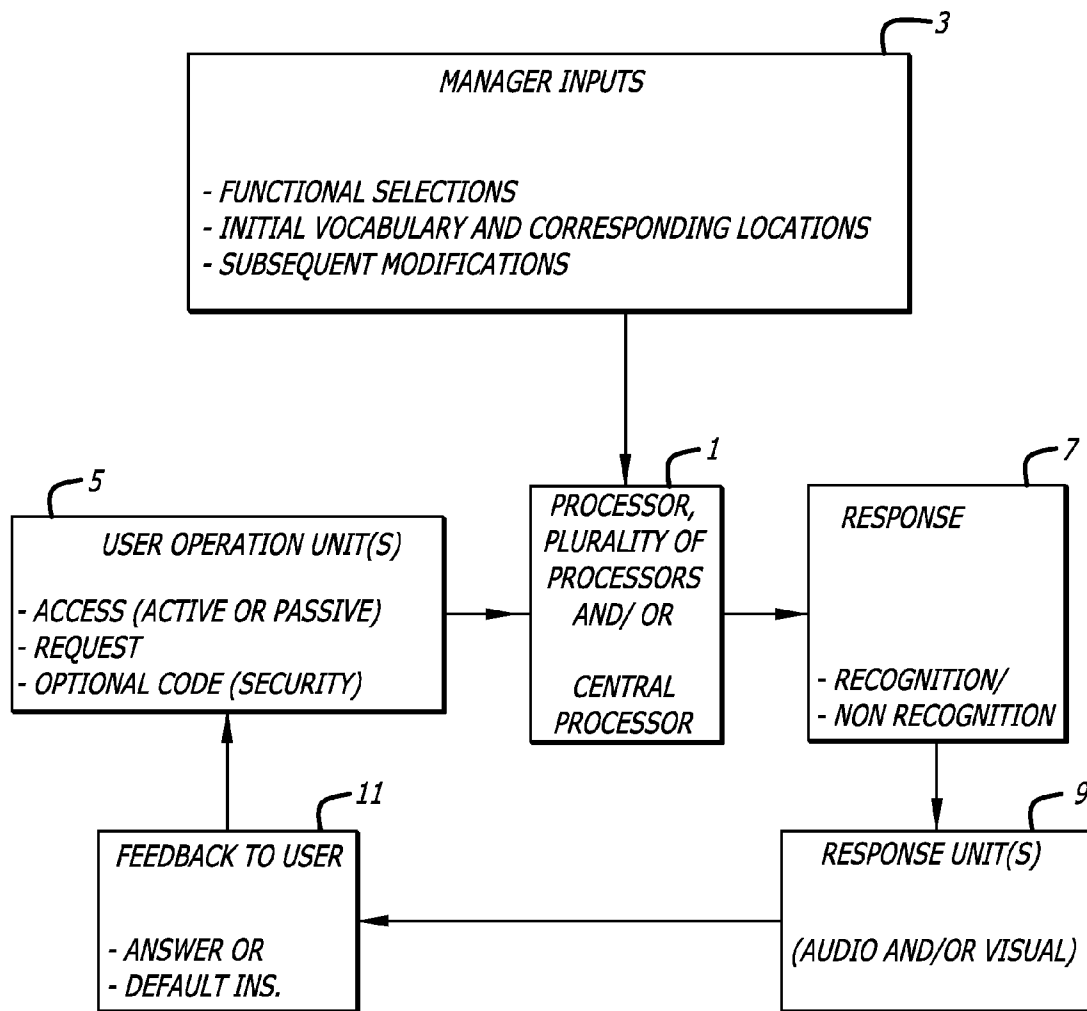 3
MANAGER INPUTS
- FUNCTIONAL SELECTIONS
- INITIAL VOCABULARY AND CORRESPONDING LOCATIONS
- SUBSEQUENT MODIFICATIONS
5
USER OPERATION UNIT(S)
- ACCESS (ACTIVE OR PASSIVE)
- REQUEST
- OPTIONAL CODE (SECURITY)
1
PROCESSOR,
PLURALITY OF
PROCESSORS
AND/ OR
CENTRAL
PROCESSOR
7
RESPONSE
- RECOGNITION/
- NON RECOGNITION
11
FEEDBACK TO USER
- ANSWER OR
- DEFAULT INS.
9
RESPONSE UNIT(S)
(AUDIO AND/OR VISUAL)